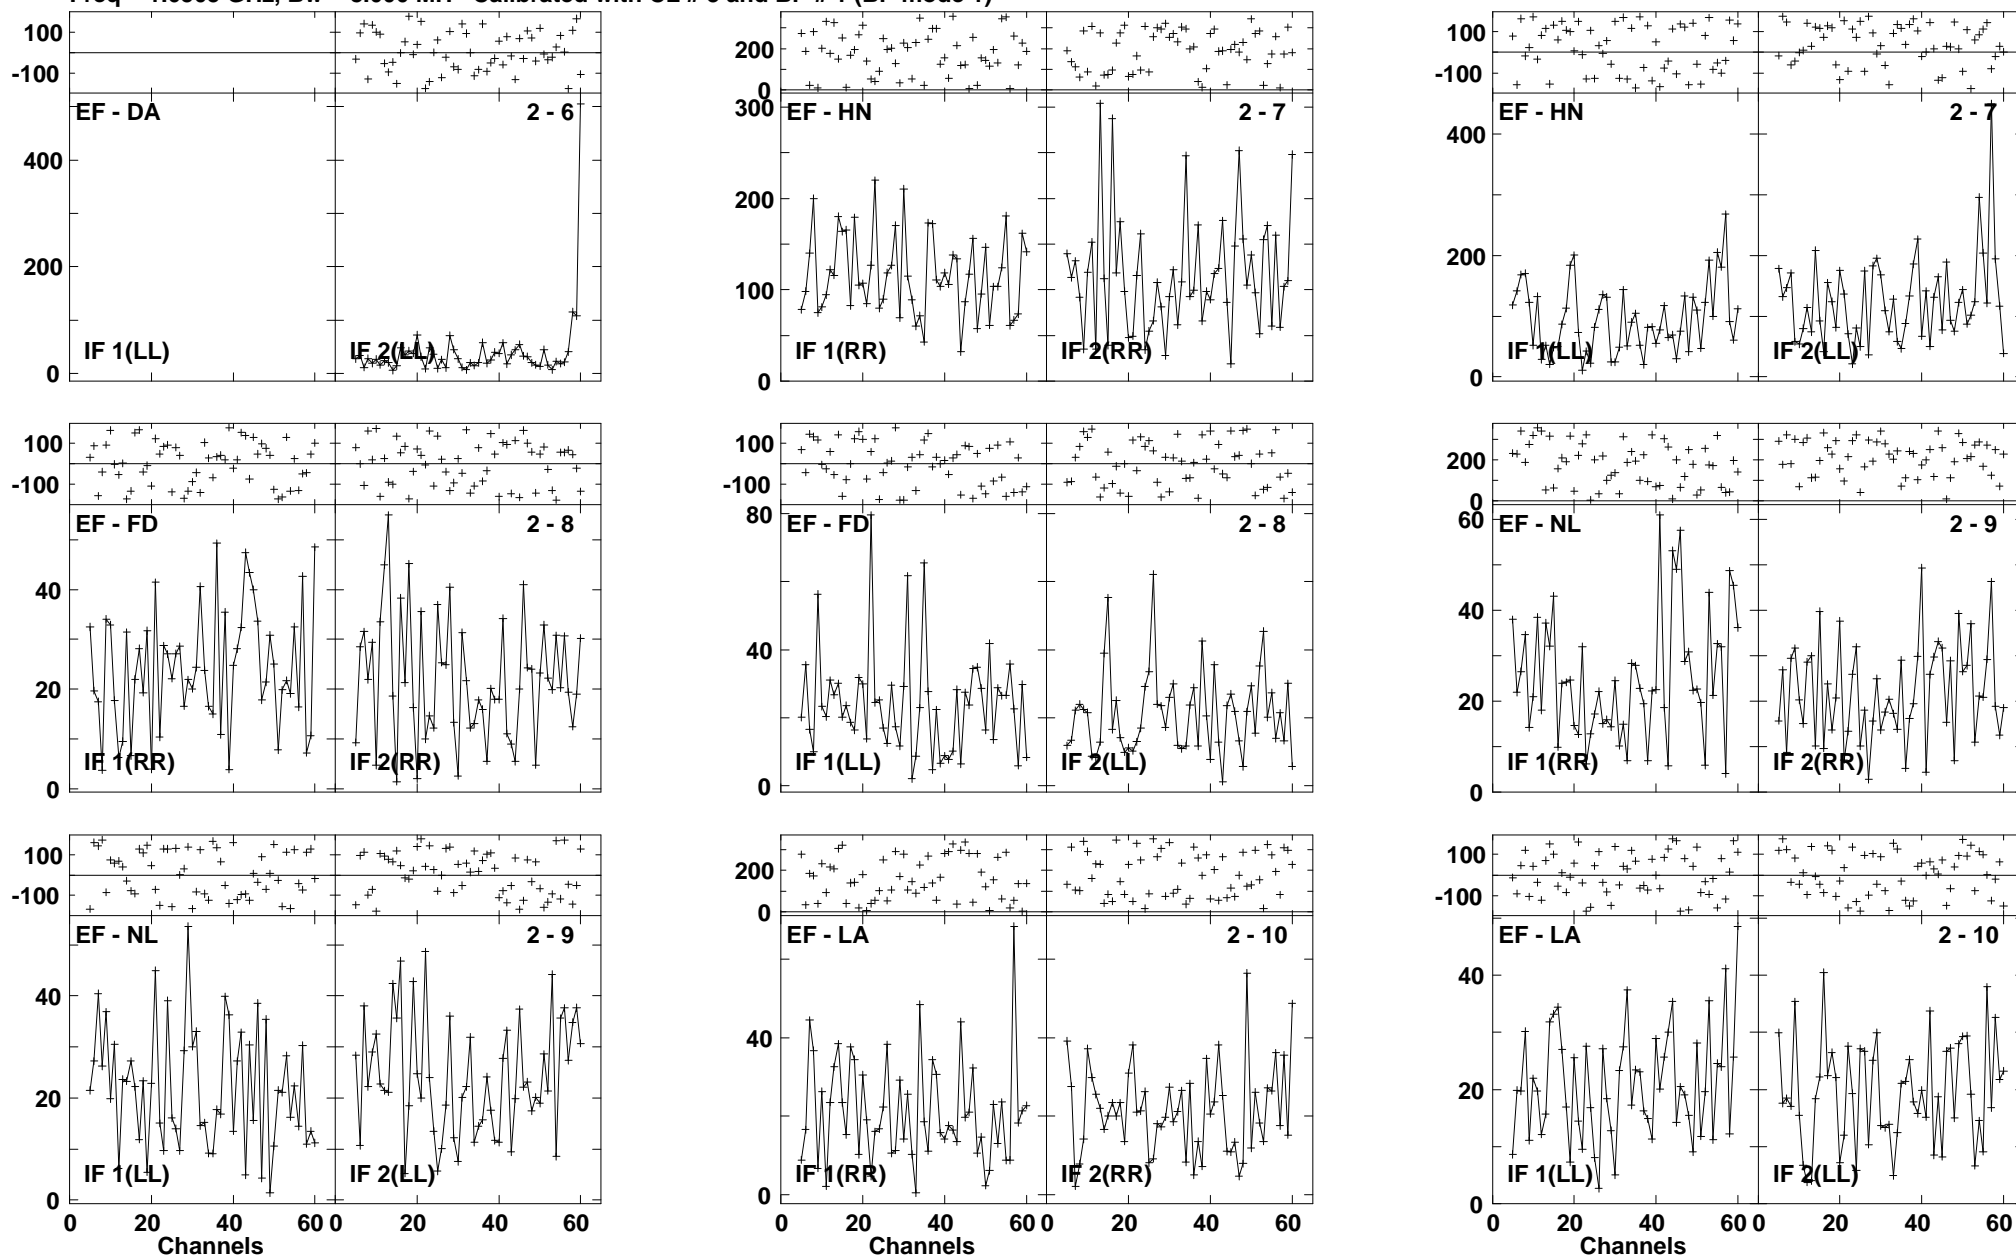 100
-100
EF - DA
2 - 6
400
200
0
IF 1(LL)
IF 2(LL)
200
0
EF - HN
2 - 7
300
200
100
0
IF 1(RR)
IF 2(RR)
100
-100
EF - HN
2 - 7
400
200
0
IF 1(LL)
IF 2(LL)
100
-100
EF - FD
2 - 8
40
20
0
IF 1(RR)
IF 2(RR)
100
-100
80
EF - FD
2 - 8
40
0
IF 1(LL)
IF 2(LL)
200
0
60
EF - NL
2 - 9
40
20
0
IF 1(RR)
IF 2(RR)
100
-100
EF - NL
2 - 9
40
20
0
IF 1(LL)
IF 2(LL)
0 20 40 60 0 20 40 60
Channels
200
0
EF - LA
2 - 10
40
0
IF 1(RR)
IF 2(RR)
0 20 40 60 0 20 40 60
Channels
100
-100
EF - LA
2 - 10
40
20
0
IF 1(LL)
IF 2(LL)
0 20 40 60 0 20 40 60
Channels